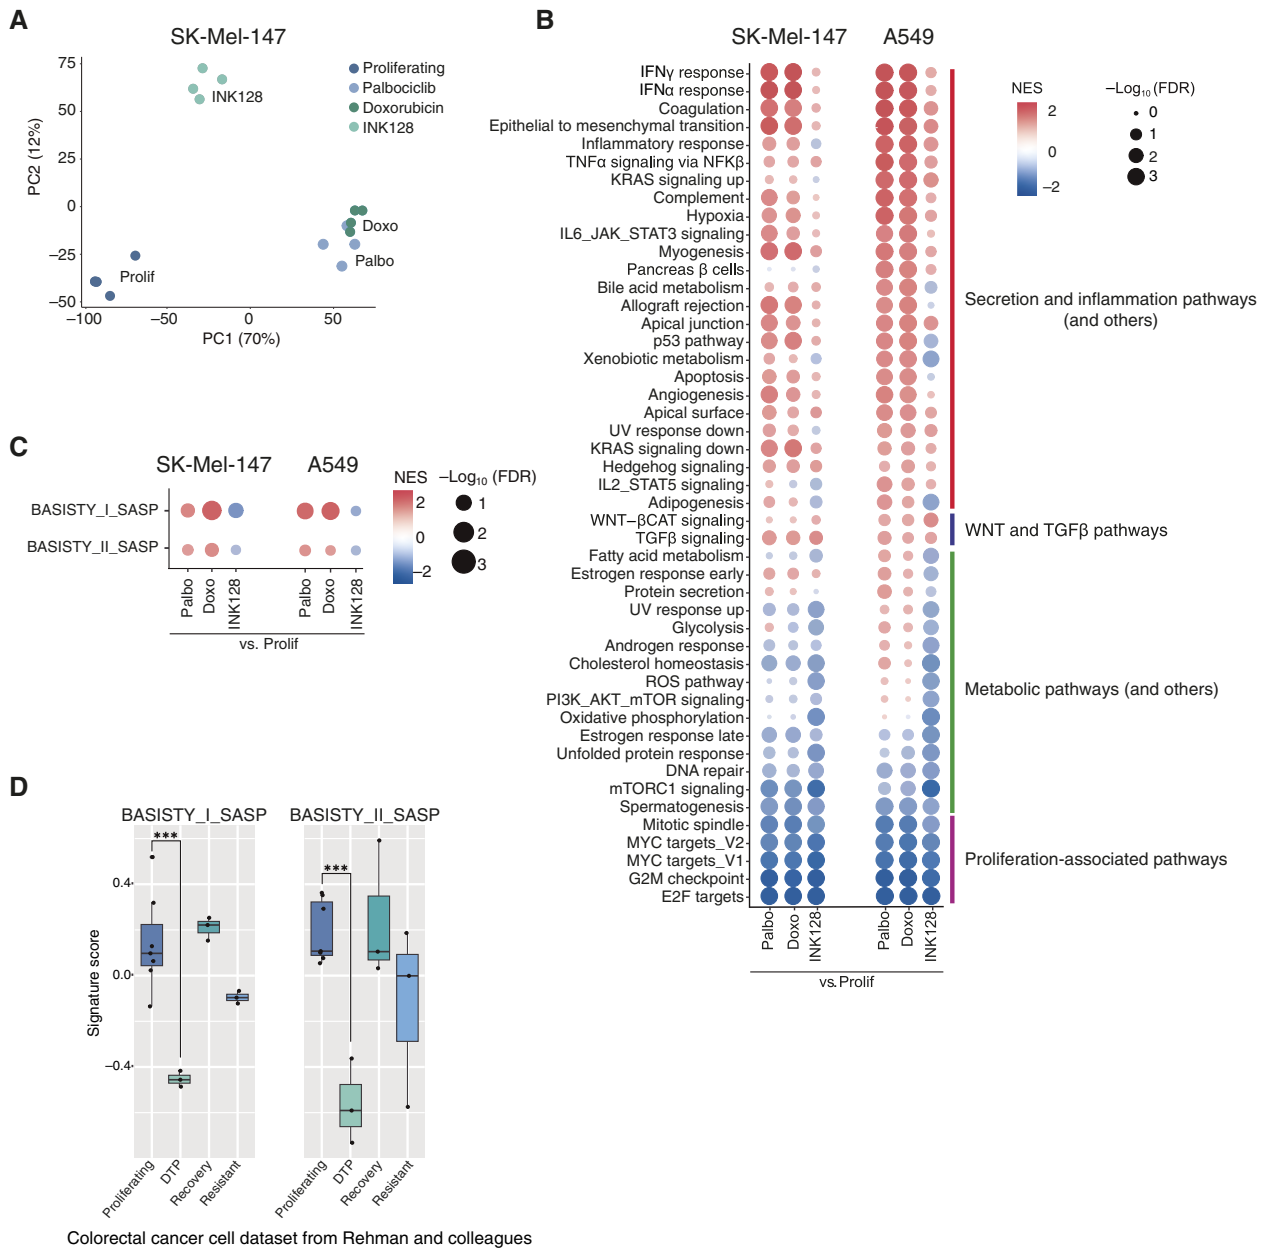 A
SK-Mel-147
75
50
25
0
−25
−50
−100
−50
0
50
PC2 (12%)
PC1 (70%)
INK128
Doxo
Palbo
Prolif
Proliferating
Palbociclib
Doxorubicin
INK128
B
SK-Mel-147 A549
IFNγ response
IFNα response
Coagulation
Epithelial to mesenchymal transition
Inflammatory response
TNFα signaling via NFKβ
KRAS signaling up
Complement
Hypoxia
IL6_JAK_STAT3 signaling
Myogenesis
Pancreas β cells
Bile acid metabolism
Allograft rejection
Apical junction
p53 pathway
Xenobiotic metabolism
Apoptosis
Angiogenesis
Apical surface
UV response down
KRAS signaling down
Hedgehog signaling
IL2_STAT5 signaling
Adipogenesis
WNT−βCAT signaling
TGFβ signaling
Fatty acid metabolism
Estrogen response early
Protein secretion
UV response up
Glycolysis
Androgen response
Cholesterol homeostasis
ROS pathway
PI3K_AKT_mTOR signaling
Oxidative phosphorylation
Estrogen response late
Unfolded protein response
DNA repair
mTORC1 signaling
Spermatogenesis
Mitotic spindle
MYC targets_V2
MYC targets_V1
G2M checkpoint
E2F targets
Palbo
Doxo
INK128
Palbo
Doxo
INK128
vs. Prolif
NES
2
0
−2
−Log10 (FDR)
0
1
2
3
Secretion and inflammation pathways
(and others)
WNT and TGFβ pathways
Metabolic pathways (and others)
Proliferation-associated pathways
C
SK-Mel-147 A549
BASISTY_I_SASP
BASISTY_II_SASP
Palbo
Doxo
INK128
Palbo
Doxo
INK128
vs. Prolif
NES
2
0
−2
−Log10 (FDR)
1
2
3
D
BASISTY_I_SASP BASISTY_II_SASP
***
***
0.4
0.0
−0.4
Signature score
Proliferating
DTP
Recovery
Resistant
Proliferating
DTP
Recovery
Resistant
Colorectal cancer cell dataset from Rehman and colleagues